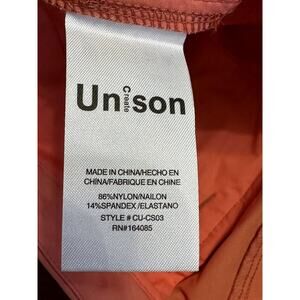 Unison
Create
MADE IN CHINA/HECHO EN
CHINA/FABRIQUE EN CHINE
86%NYLON/NAILON
14%SPANDEX /ELASTANO
STYLE # CU-CS03
RN#164085